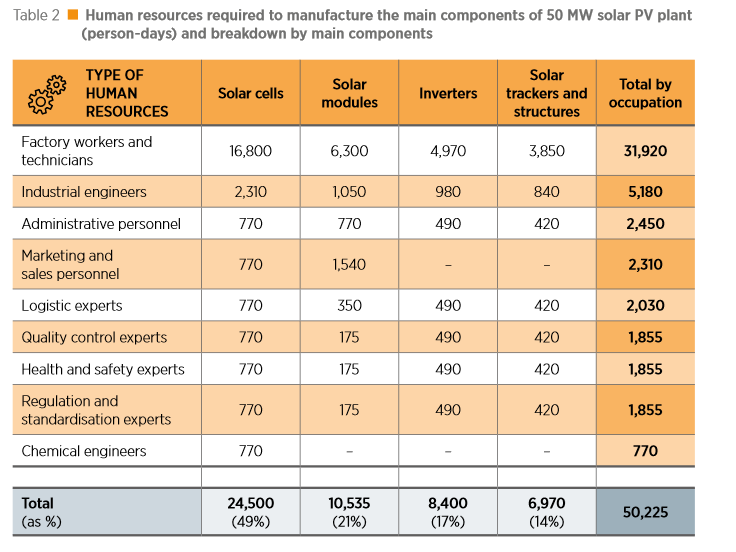 Table 2 ■ Human resources required to manufacture the main components of 50 MW solar PV plant
(person-days) and breakdown by main components
TYPE OF
HUMAN
RESOURCES
Solar cells
Solar
modules
Inverters
Solar
trackers and
structures
Total by
occupation
Factory workers and
technicians
16,800 6,300 4,970 3,850 31,920
Industrial engineers 2,310 1,050 980 840 5,180
Administrative personnel 770 770 490 420 2,450
Marketing and
sales personnel
770 1,540 – – 2,310
Logistic experts 770 350 490 420 2,030
Quality control experts 770 175 490 420 1,855
Health and safety experts 770 175 490 420 1,855
Regulation and
standardisation experts
770 175 490 420 1,855
Chemical engineers 770 – – – 770
Total 24,500 10,535 8,400 6,970 50,225
(as %) (49%) (21%) (17%) (14%)